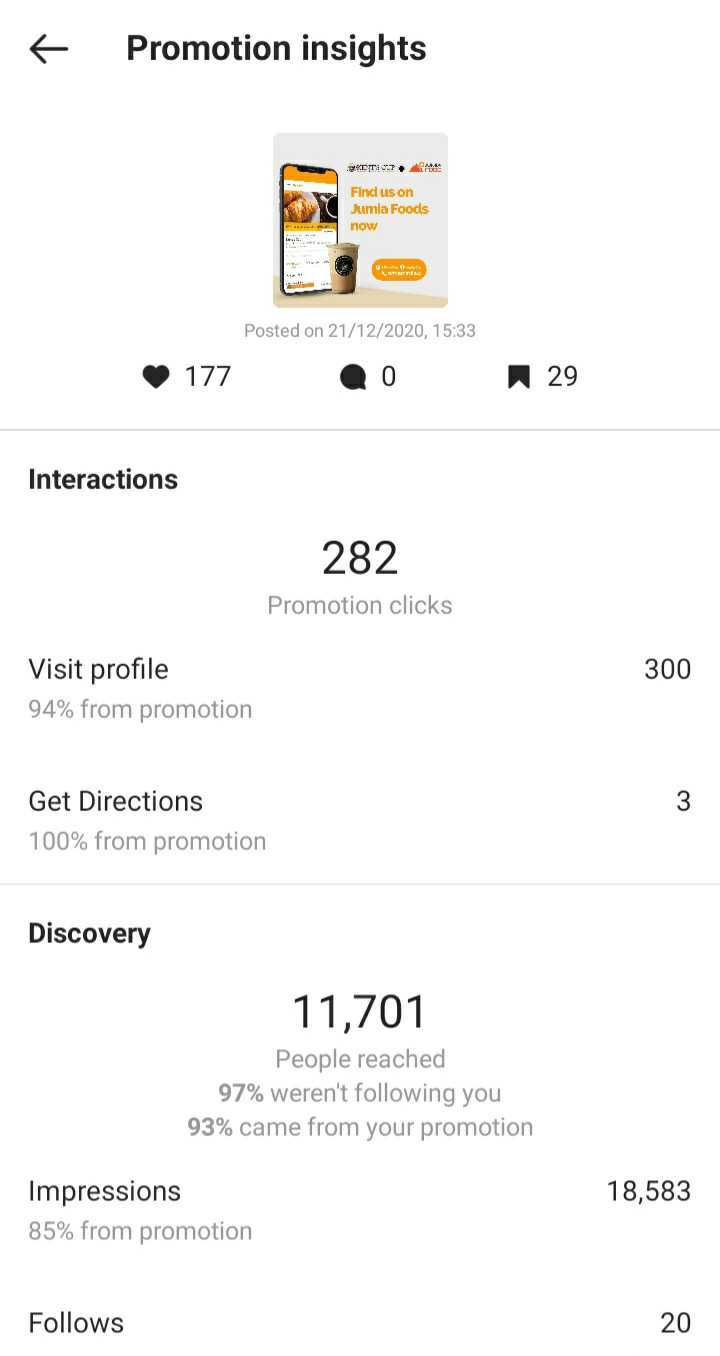 Promotion insights
JUMIA
FOOD
Find us on
Jumia Foods
now
Posted on 21/12/2020, 15:33
177
0
29
Interactions
282
Promotion clicks
Visit profile
300
94% from promotion
Get Directions
3
100% from promotion
Discovery
11,701
People reached
97% weren't following you
93% came from your promotion
Impressions
18,583
85% from promotion
Follows
20